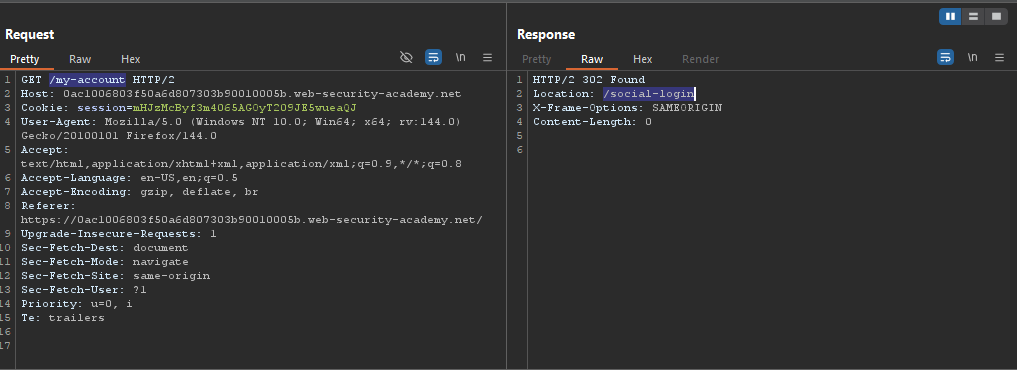 Request
Pretty Raw Hex \n
1 GET /my-account HTTP/2
2 Host: 0ac1006803f50a6d807303b90010005b.web-security-academy.net
3 Cookie: session=mHJzMcByf3m4065AG0yT2O9JE5wueaQJ
4 User-Agent: Mozilla/5.0 (Windows NT 10.0; Win64; x64; rv:144.0)
Gecko/20100101 Firefox/144.0
5 Accept:
text/html,application/xhtml+xml,application/xml;q=0.9,*/*;q=0.8
6 Accept-Language: en-US,en;q=0.5
7 Accept-Encoding: gzip, deflate, br
8 Referer:
https://0ac1006803f50a6d807303b90010005b.web-security-academy.net/
9 Upgrade-Insecure-Requests: 1
10 Sec-Fetch-Dest: document
11 Sec-Fetch-Mode: navigate
12 Sec-Fetch-Site: same-origin
13 Sec-Fetch-User: ?1
14 Priority: u=0, i
15 Te: trailers
16
17
Response
Pretty Raw Hex Render \n
1 HTTP/2 302 Found
2 Location: /social-login
3 X-Frame-Options: SAMEORIGIN
4 Content-Length: 0
5
6